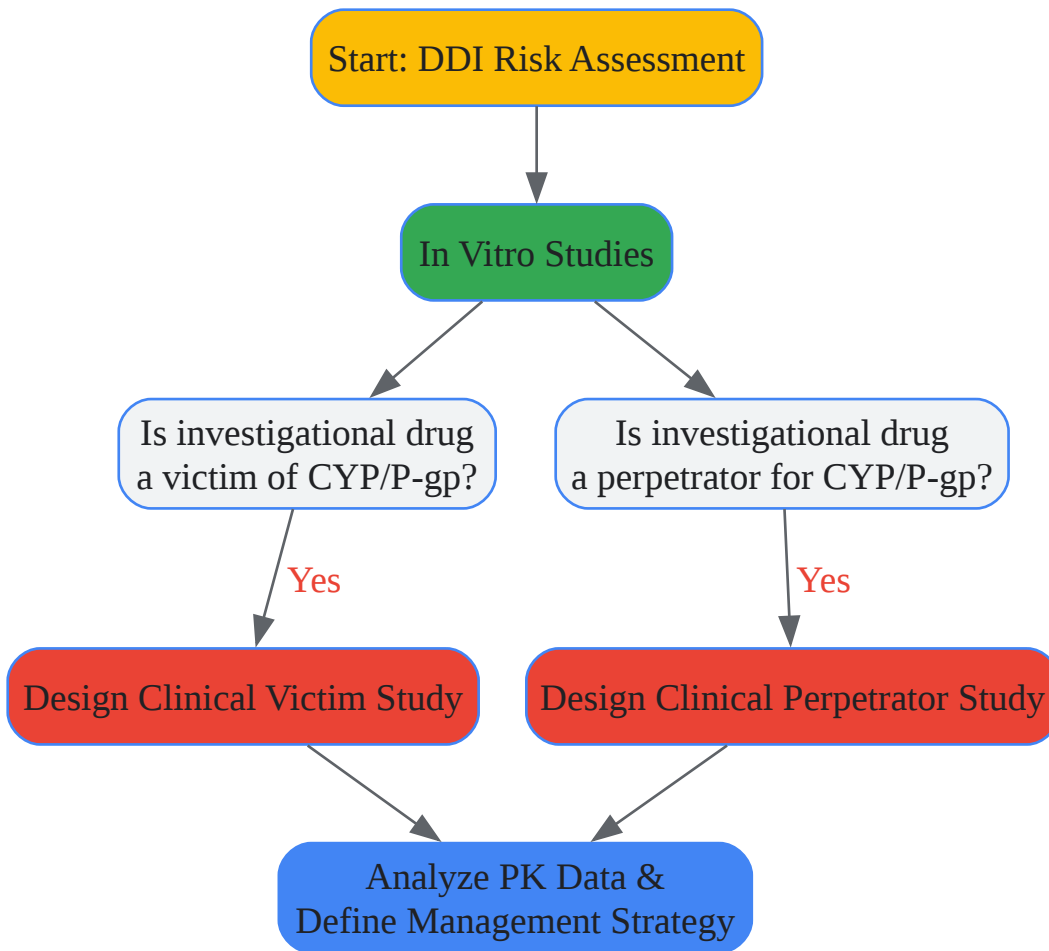 Start: DDI Risk Assessment
In Vitro Studies
Is investigational drug
a victim of CYP/P-gp?
Is investigational drug
a perpetrator for CYP/P-gp?
Yes
Yes
Design Clinical Victim Study
Design Clinical Perpetrator Study
Analyze PK Data &
Define Management Strategy